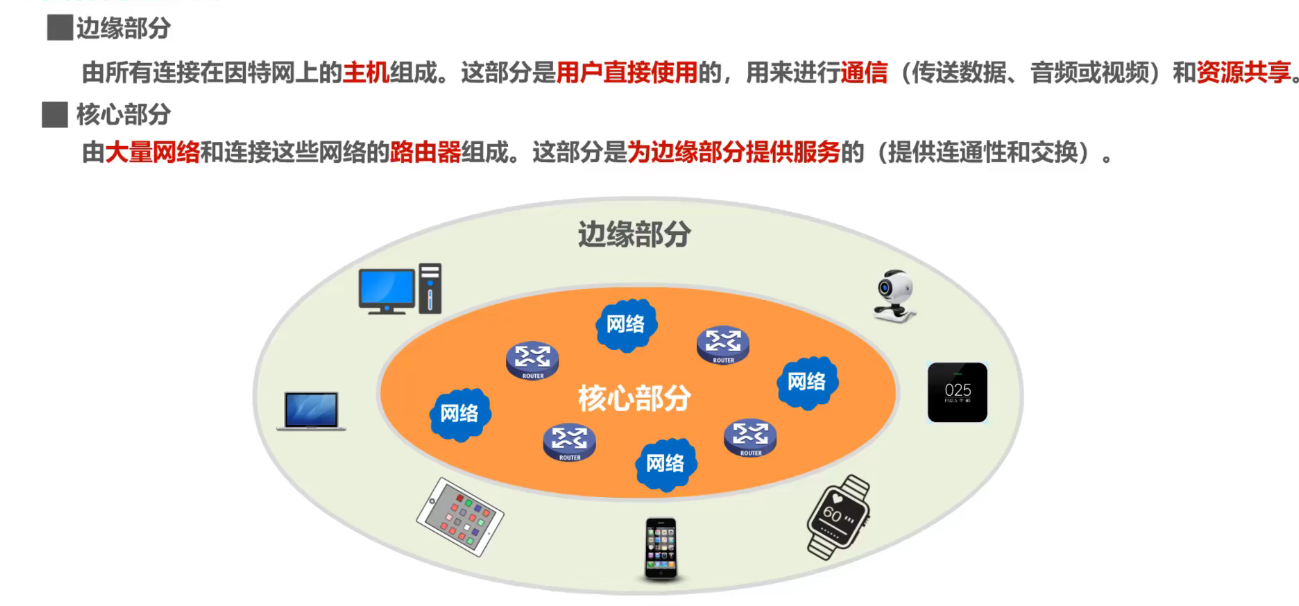 边缘部分
由所有连接在因特网上的主机组成。这部分是用户直接使用的，用来进行通信（传送数据、音频或视频）和资源共享。
核心部分
由大量网络和连接这些网络的路由器组成。这部分是为边缘部分提供服务的（提供连通性和交换）。
边缘部分
网络
ROUTER
ROUTER
网络
025
核心部分
网络
ROUTER
ROUTER
网络
60